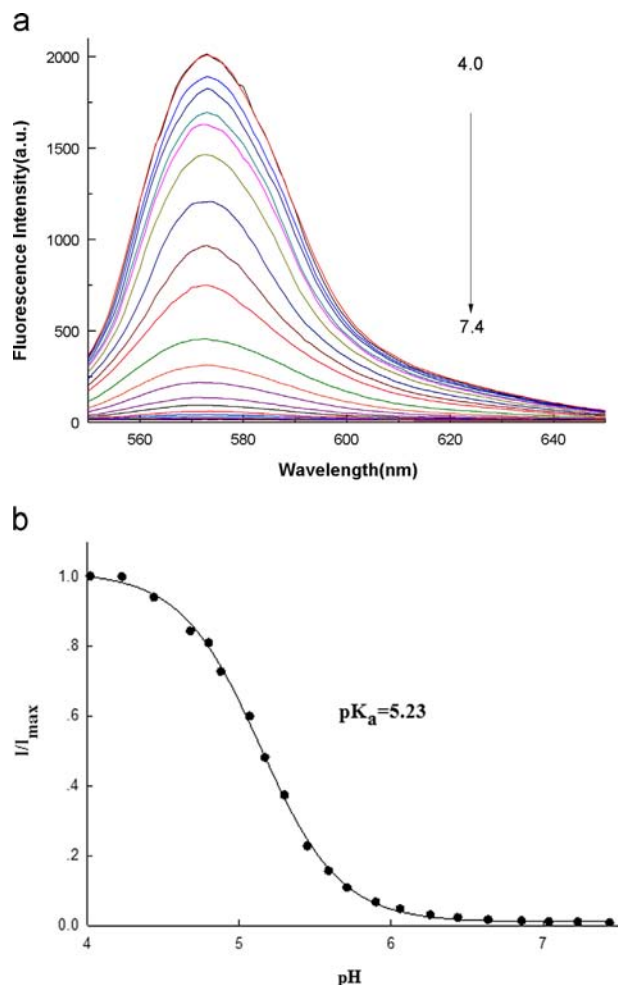 a
2000
1500
1000
500
0
Fluorescence Intensity(a.u.)
4.0
7.4
560 580 600 620 640
Wavelength(nm)
b
1.0
.8
.6
.4
.2
0.0
I/Imax
pKa=5.23
4 5 6 7
pH